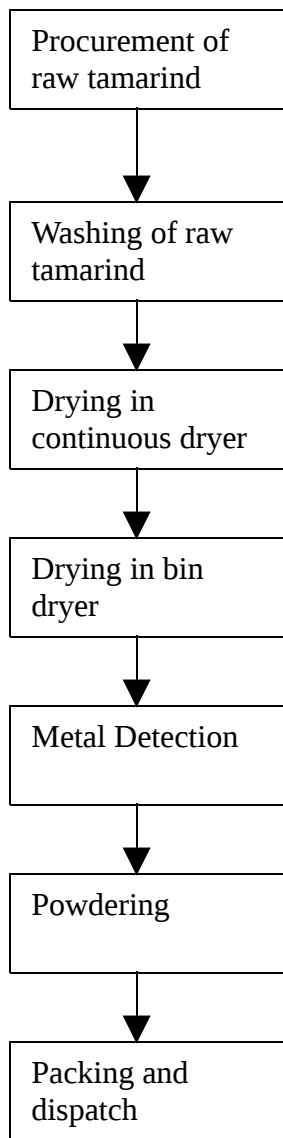 Procurement of
raw tamarind
Washing of raw
tamarind
Drying in
continuous dryer
Drying in bin
dryer
Metal Detection
Powdering
Packing and
dispatch